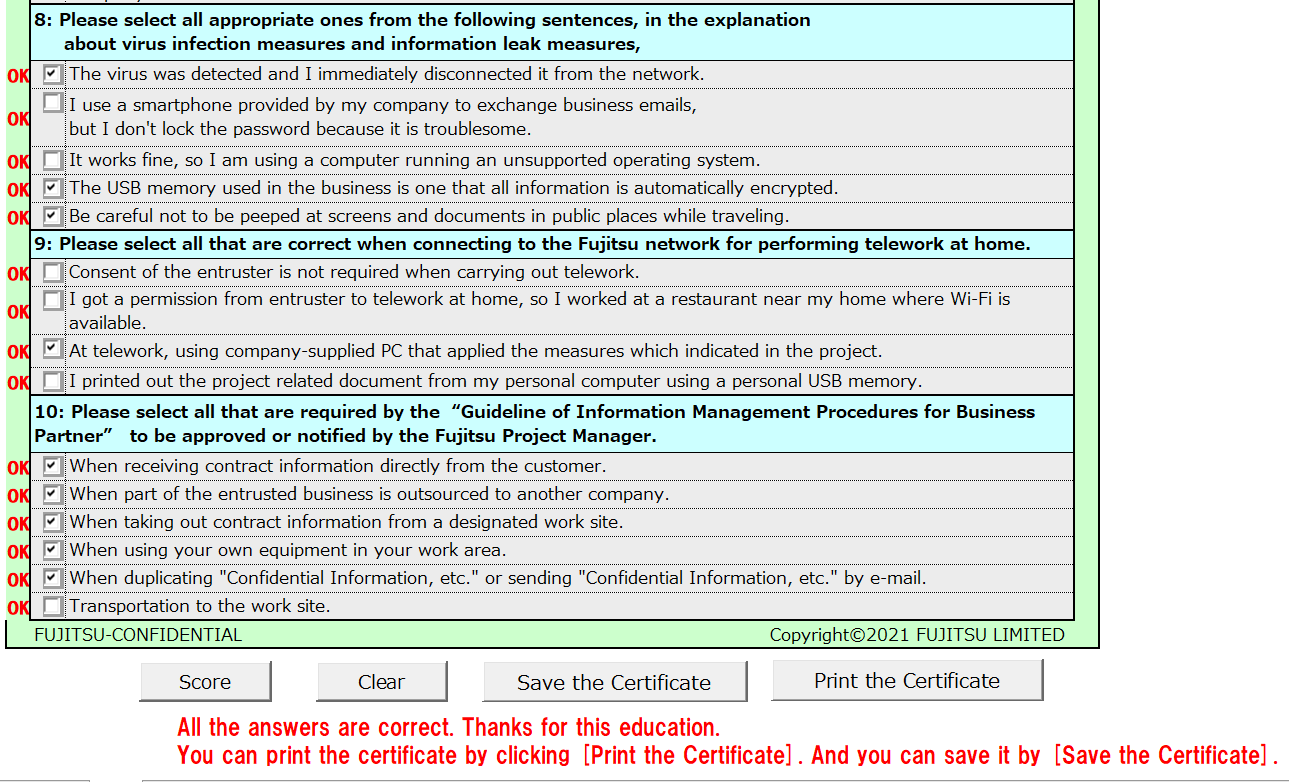 8: Please select all appropriate ones from the following sentences, in the explanation
about virus infection measures and information leak measures,
OK The virus was detected and I immediately disconnected it from the network.
I use a smartphone provided by my company to exchange business emails,
OK but I don't lock the password because it is troublesome.
OK It works fine, so I am using a computer running an unsupported operating system.
OK The USB memory used in the business is one that all information is automatically encrypted.
OK Be careful not to be peeped at screens and documents in public places while traveling.
9: Please select all that are correct when connecting to the Fujitsu network for performing telework at home.
OK Consent of the entruster is not required when carrying out telework.
OK I got a permission from entruster to telework at home, so I worked at a restaurant near my home where Wi-Fi is
available.
OK At telework, using company-supplied PC that applied the measures which indicated in the project.
OK I printed out the project related document from my personal computer using a personal USB memory.
10: Please select all that are required by the “Guideline of Information Management Procedures for Business
Partner” to be approved or notified by the Fujitsu Project Manager.
OK When receiving contract information directly from the customer.
OK When part of the entrusted business is outsourced to another company.
OK When taking out contract information from a designated work site.
OK When using your own equipment in your work area.
OK When duplicating "Confidential Information, etc." or sending "Confidential Information, etc." by e-mail.
OK Transportation to the work site.
FUJITSU-CONFIDENTIAL Copyright©2021 FUJITSU LIMITED
Score Clear Save the Certificate Print the Certificate
All the answers are correct. Thanks for this education.
You can print the certificate by clicking [Print the Certificate]. And you can save it by [Save the Certificate].